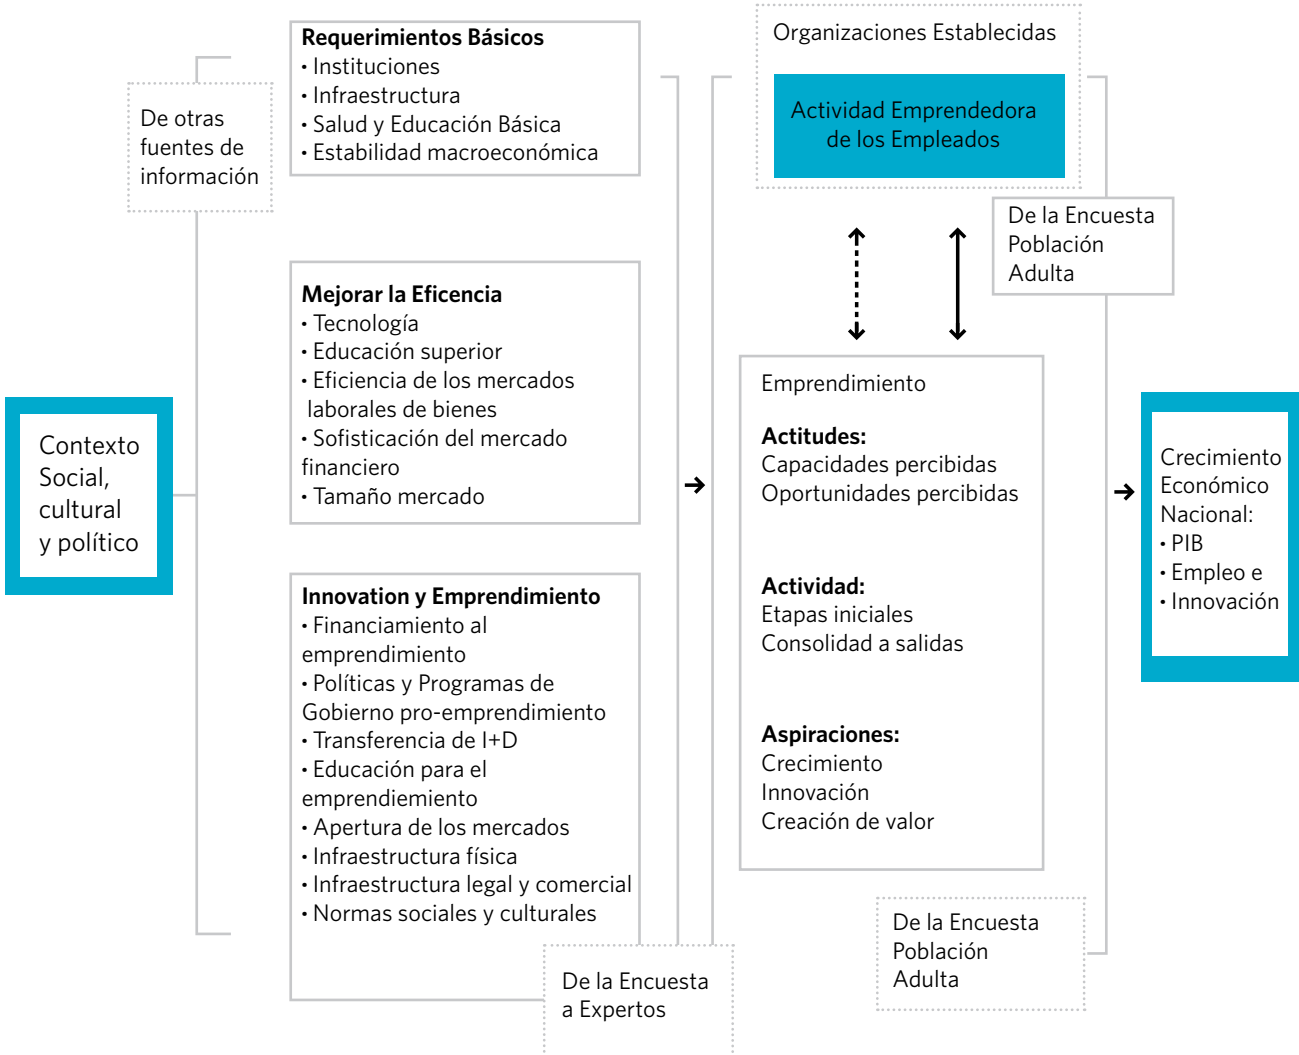 De otras
fuentes de
información
Contexto
Social,
cultural
y político
Requerimientos Básicos
• Instituciones
• Infraestructura
• Salud y Educación Básica
• Estabilidad macroeconómica
Mejorar la Eficencia
• Tecnología
• Educación superior
• Eficiencia de los mercados
laborales de bienes
• Sofisticación del mercado
financiero
• Tamaño mercado
Innovation y Emprendimiento
• Financiamiento al
emprendimiento
• Políticas y Programas de
Gobierno pro-emprendimiento
• Transferencia de I+D
• Educación para el
emprendiemiento
• Apertura de los mercados
• Infraestructura física
• Infraestructura legal y comercial
• Normas sociales y culturales
De la Encuesta
a Expertos
Organizaciones Establecidas
Actividad Emprendedora
de los Empleados
De la Encuesta
Población
Adulta
Emprendimiento
Actitudes:
Capacidades percibidas
Oportunidades percibidas
Actividad:
Etapas iniciales
Consolidad a salidas
Aspiraciones:
Crecimiento
Innovación
Creación de valor
De la Encuesta
Población
Adulta
Crecimiento
Económico
Nacional:
• PIB
• Empleo e
• Innovación